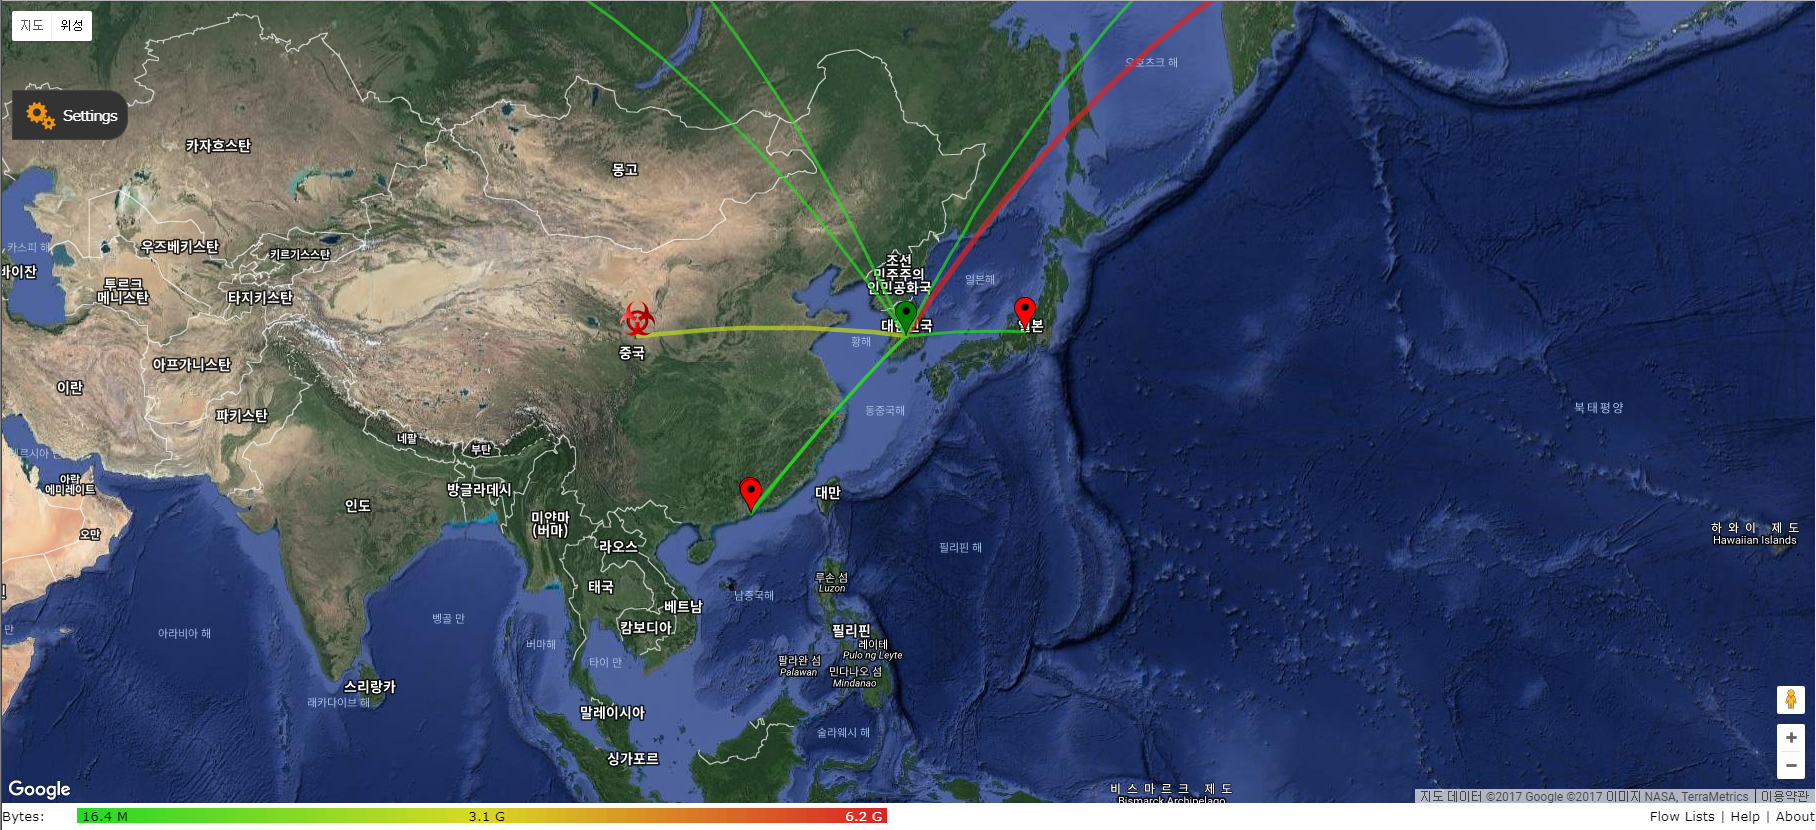 지도 위성
오호츠크 해
Settings
카자흐스탄
몽고
우즈베키스탄
카스피 해
키르기스스탄
조선
민주주의
인민공화국
바이잔
일본해
투르크
메니스탄
타지키스탄
대한민국
일본
황해
중국
아프가니스탄
이란
북태평양
동중국해
파키스탄
네팔
부탄
아랍
에미레이트
방글라데시
대만
인도
미얀마
(버마)
하와이 제도
Hawaiian Islands
오만
라오스
필리핀 해
루손 섬
Luzon
태국
남중국해
베트남
벵골 만
캄보디아
만
아라비아 해
필리핀
버마해
레이테
Pulo ng Leyte
타이 만
팔라완 섬
Palawan
민다나오 섬
Mindanao
스리랑카
래카다이브 해
말레이시아
술라웨시 해
싱가포르
Google
비스마르크 제도
Bismarck Archipelago
지도 데이터 ©2017 Google ©2017 이미지 NASA, TerraMetrics | 이용약관
Bytes: 16.4 M 3.1 G 6.2 G
Flow Lists | Help | About